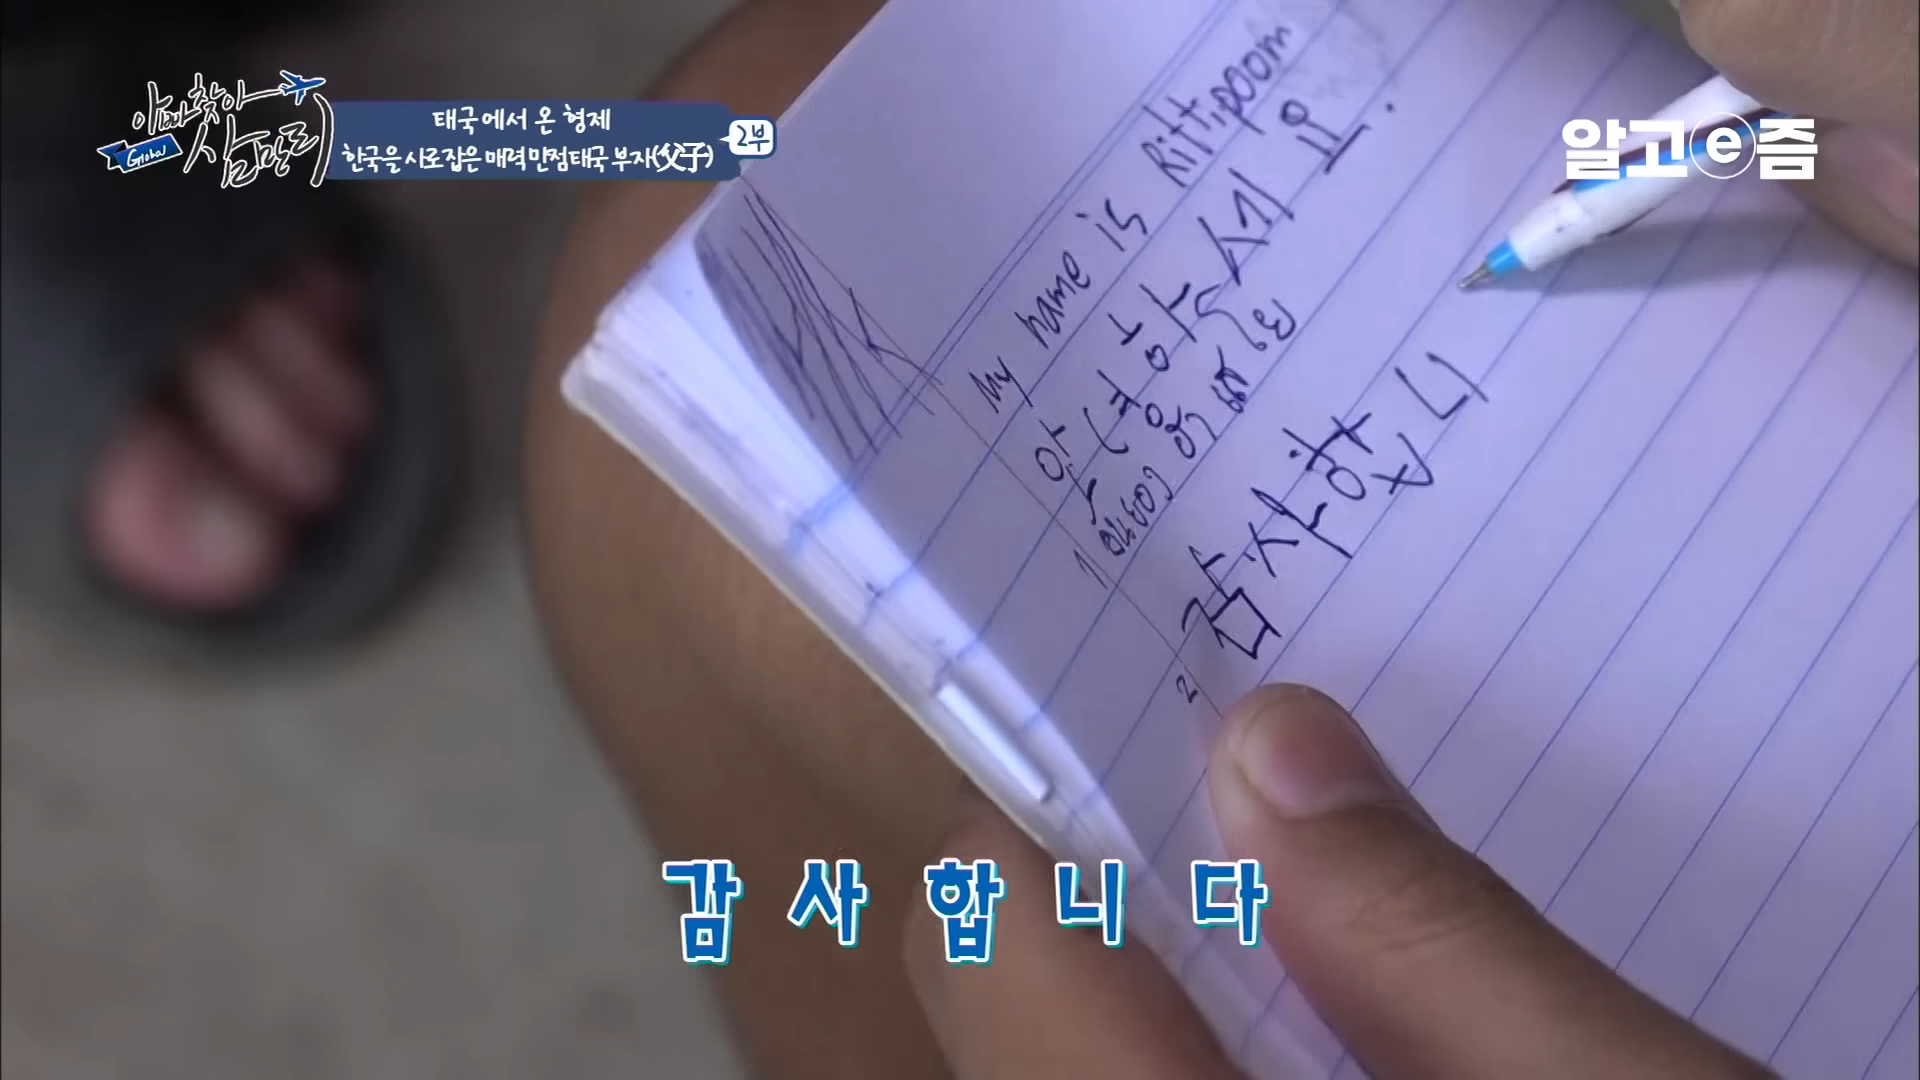 아빠 찾아 삼만리
Global
태국에서 온 형제
한국을 사로잡은 매력만점 태국 부자(父子)
2부
알고e즘
My name is Rittipoom
안녕하세요.
1
2
감사합니
감사합니다